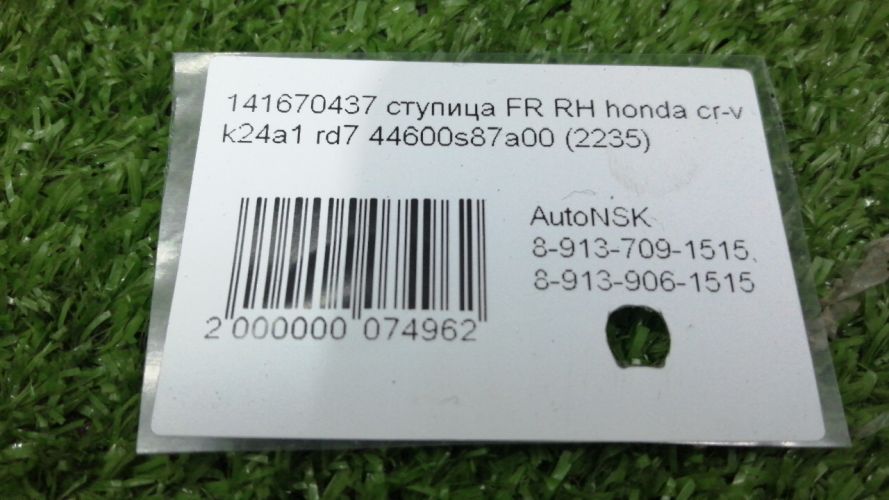 141670437 ступица FR RH honda cr-v
k24a1 rd7 44600s87a00 (2235)
AutoNSK
8-913-709-1515,
8-913-906-1515
2 000000 074962